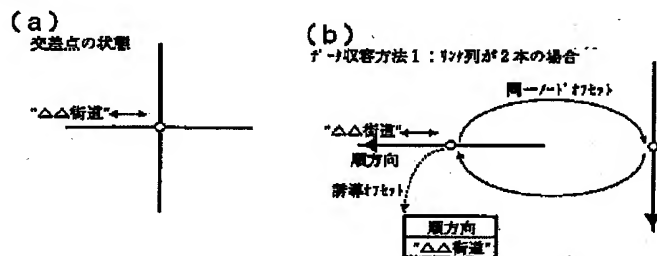 (a)
交差点の状態
"△△街道"
(b)
ﾃﾞｰﾀ収容方法1:ﾘﾝｸ列が2本の場合
同一ﾉｰﾄﾞｵﾌｾｯﾄ
"△△街道"
順方向
誘導ｵﾌｾｯﾄ
順方向
"△△街道"